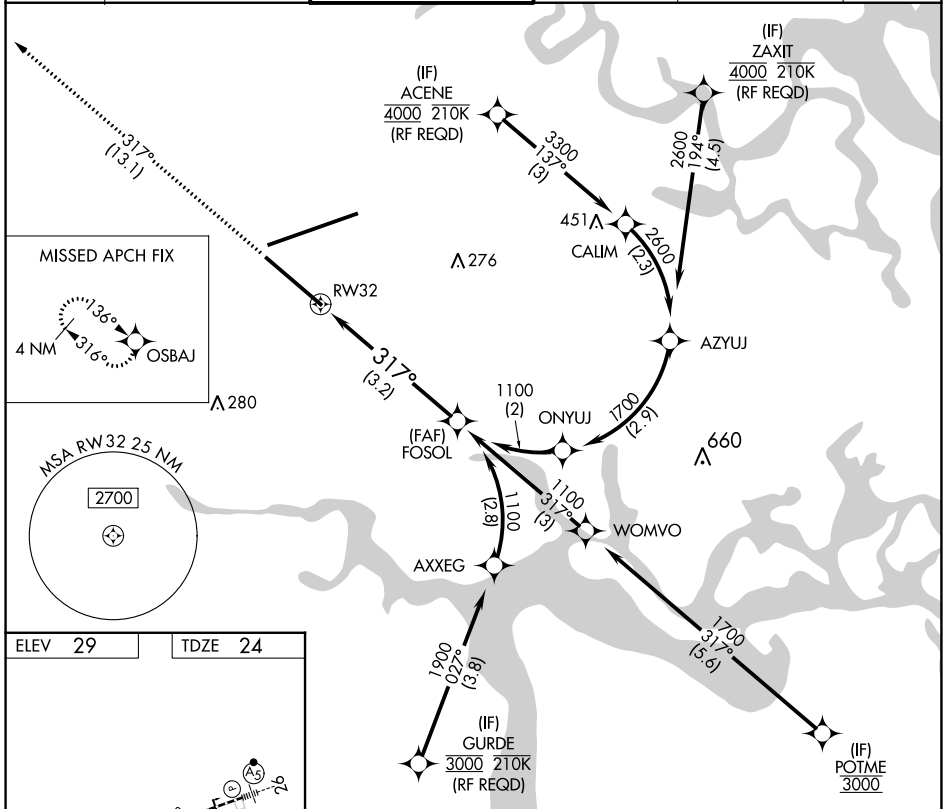 (IF)
ZAXIT
4000 210K
(RF REQD)
(IF)
ACENE
4000 210K
(RF REQD)
317°
(13.1)
3300
137°
(3)
2600
194°
(4.5)
451
CALIM
2600
(2.3)
276
MISSED APCH FIX
136°
316°
4 NM
OSBAJ
RW32
AZYUJ
317°
(3.2)
280
1100
(2)
ONYUJ
1700
(2.9)
(FAF)
FOSOL
660
MSA RW32 25 NM
2700
1100
(2.8)
1100
317°
(3)
WOMVO
AXXEG
ELEV 29
TDZE 24
1900
027°
(3.8)
1700
317°
(5.6)
(IF)
GURDE
3000 210K
(RF REQD)
(IF)
POTME
3000
P
A5
26